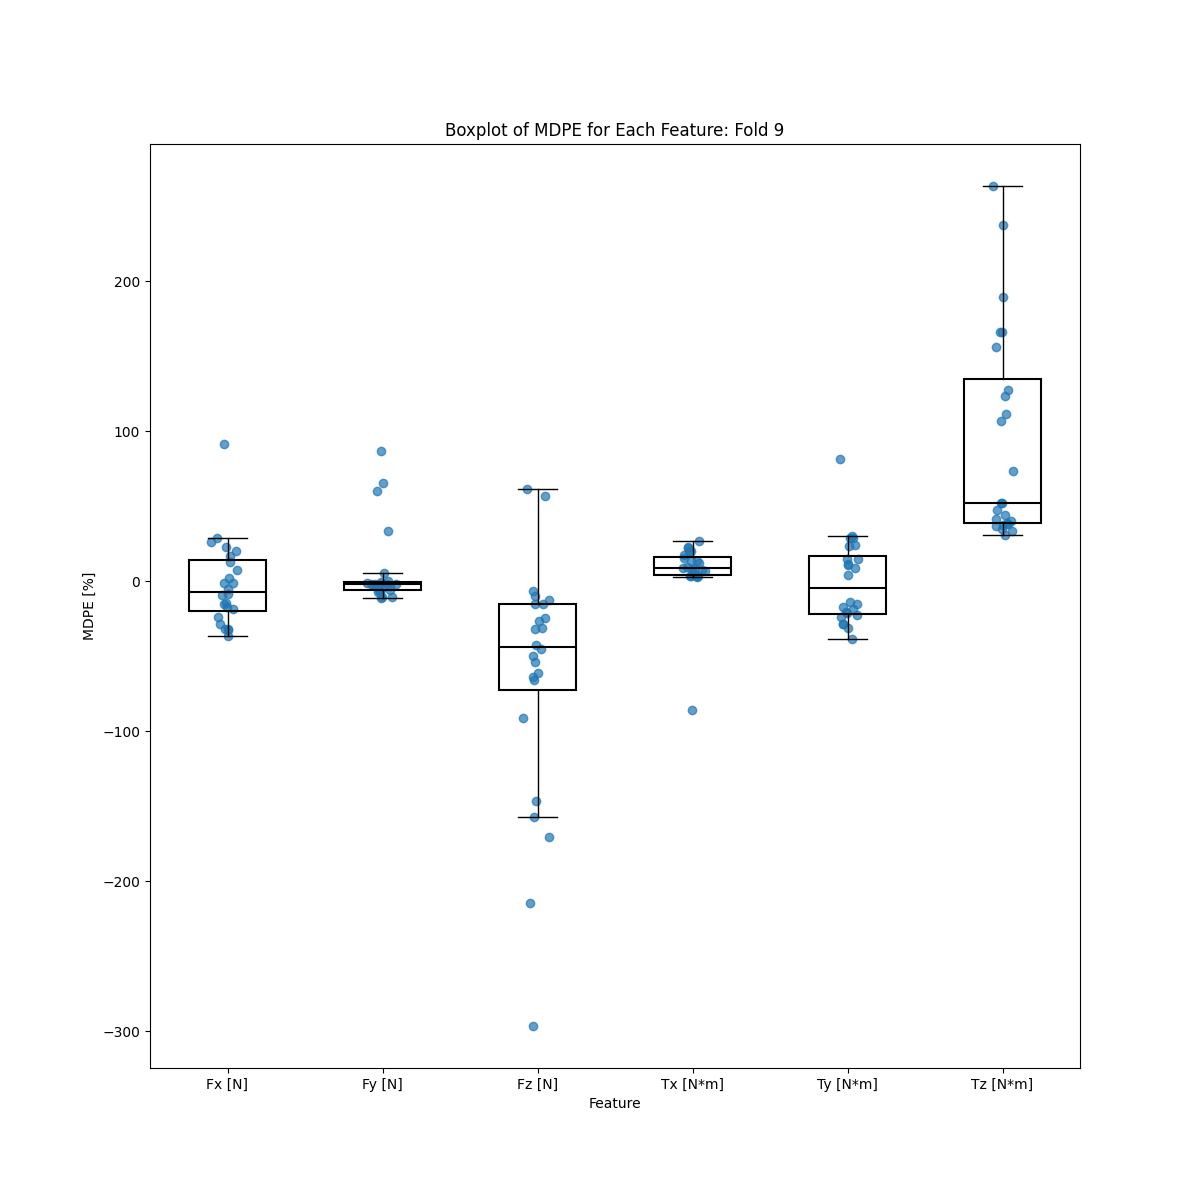 Boxplot of MDPE for Each Feature: Fold 9
MDPE [%]
200
100
0
−100
−200
−300
Fx [N]
Fy [N]
Fz [N]
Tx [N*m]
Ty [N*m]
Tz [N*m]
Feature